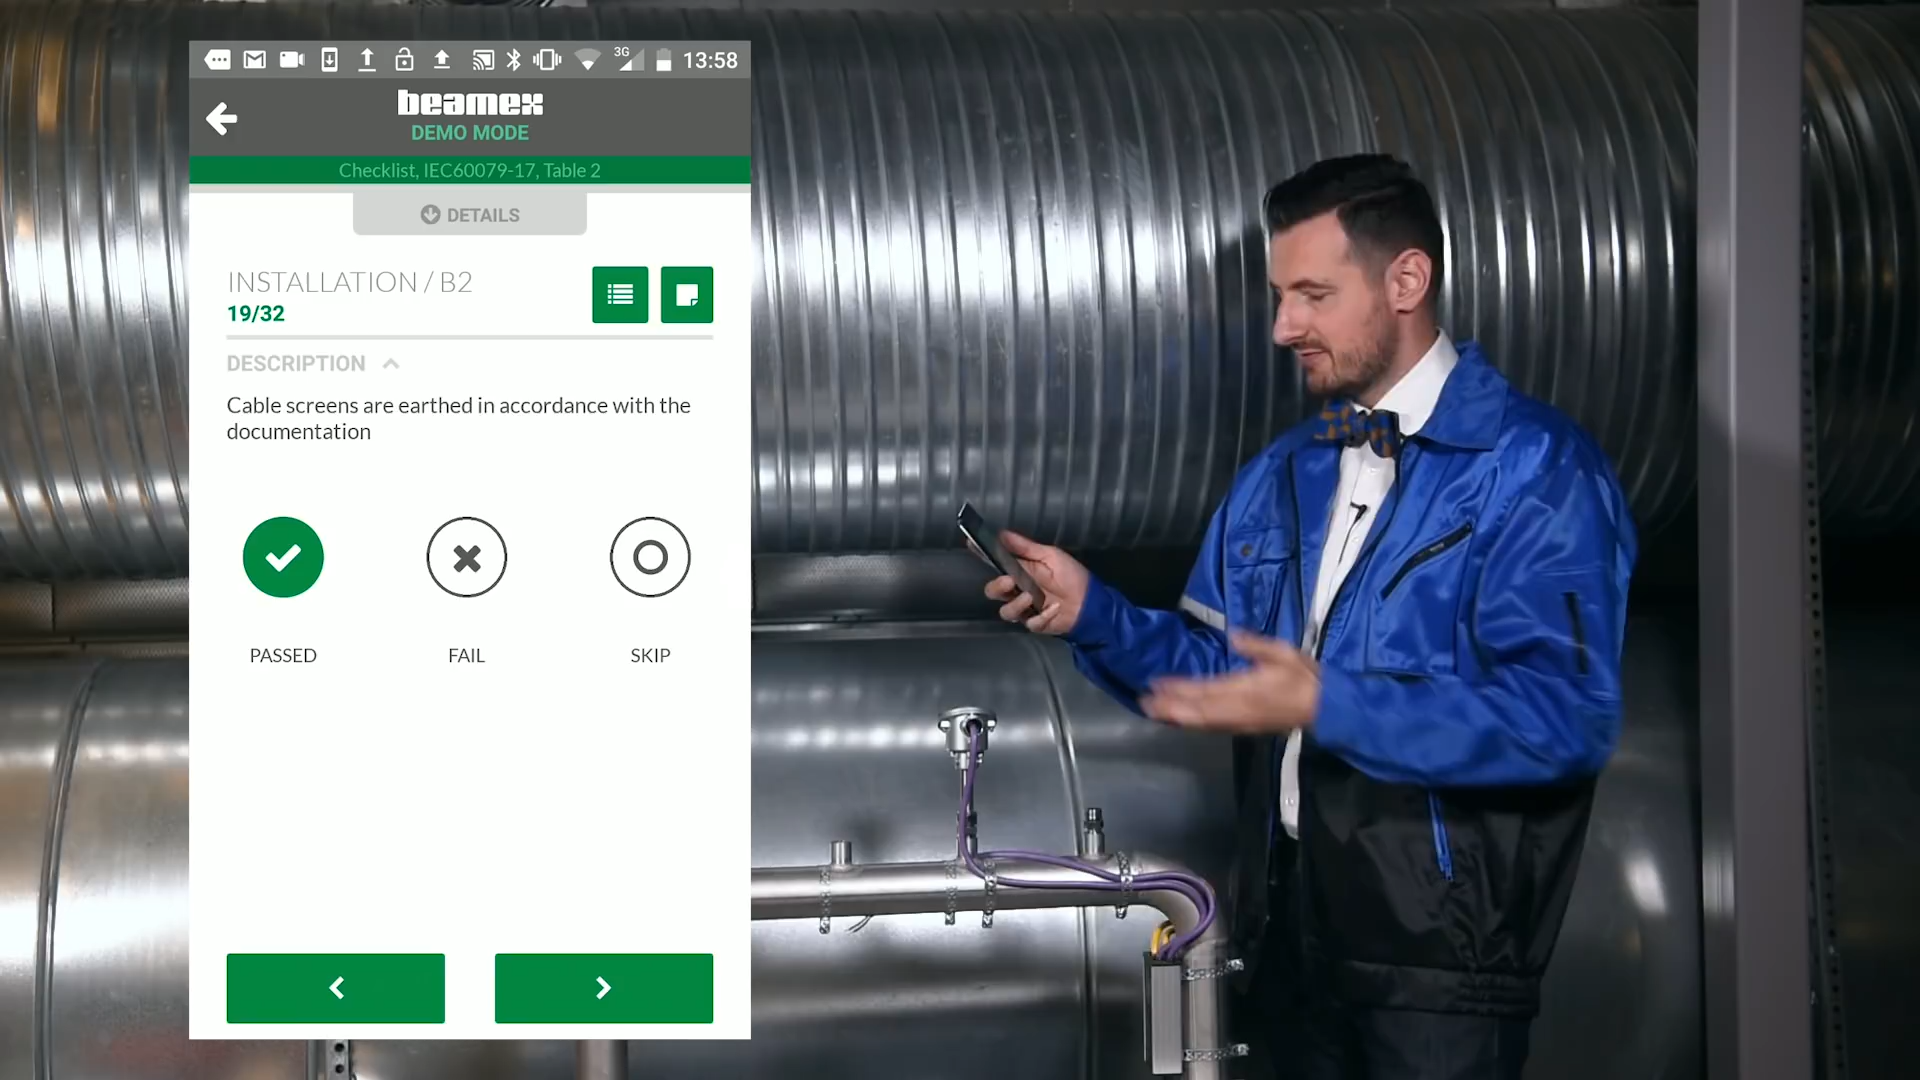 3G 13:58
beamex
DEMO MODE
Checklist, IEC60079-17, Table 2
DETAILS
INSTALLATION / B2
19/32
DESCRIPTION
Cable screens are earthed in accordance with the
documentation
PASSED FAIL SKIP